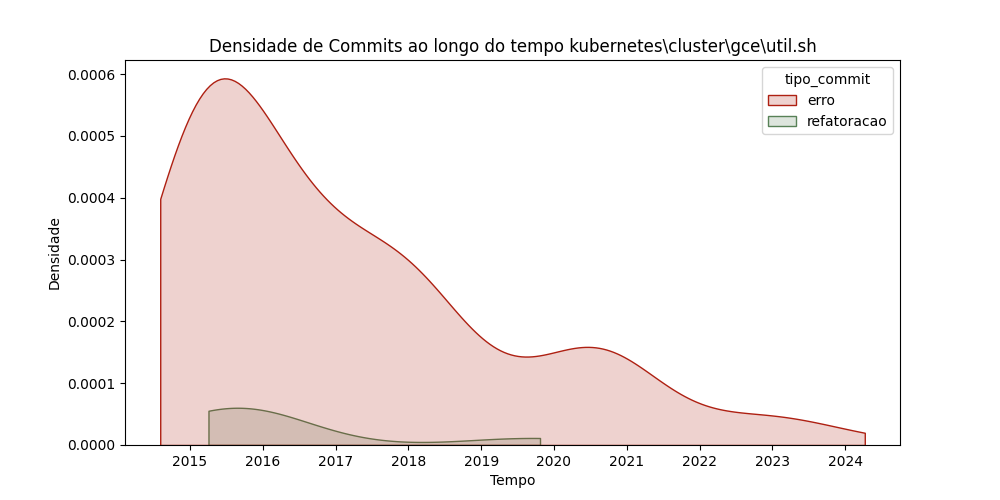 Densidade de Commits ao longo do tempo kubernetes\cluster\gce\util.sh
tipo_commit
erro
refatoracao
Densidade
0.0006
0.0005
0.0004
0.0003
0.0002
0.0001
0.0000
2015 2016 2017 2018 2019 2020 2021 2022 2023 2024
Tempo